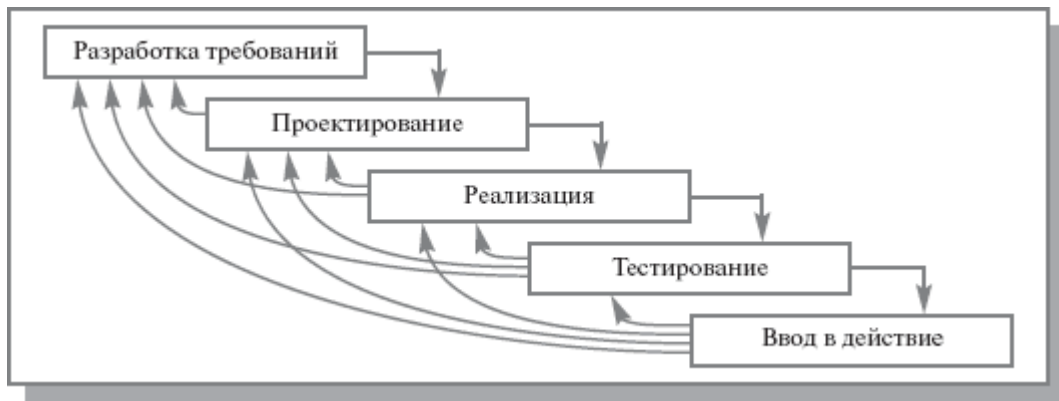 Разработка требований
Проектирование
Реализация
Тестирование
Ввод в действие